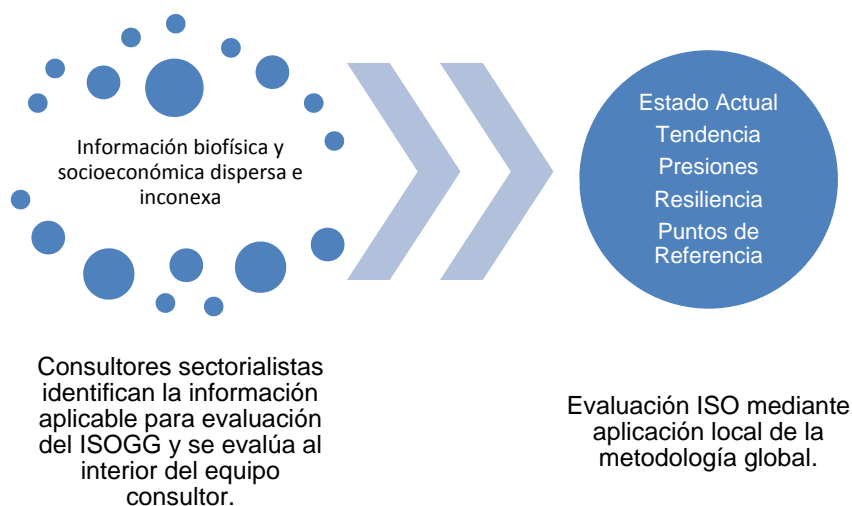 Información biofísica y
socioeconómica dispersa e
inconexa
Estado Actual
Tendencia
Presiones
Resiliencia
Puntos de
Referencia
Consultores sectorialistas
identifican la información
aplicable para evaluación
del ISOGG y se evalúa al
interior del equipo
consultor.
Evaluación ISO mediante
aplicación local de la
metodología global.